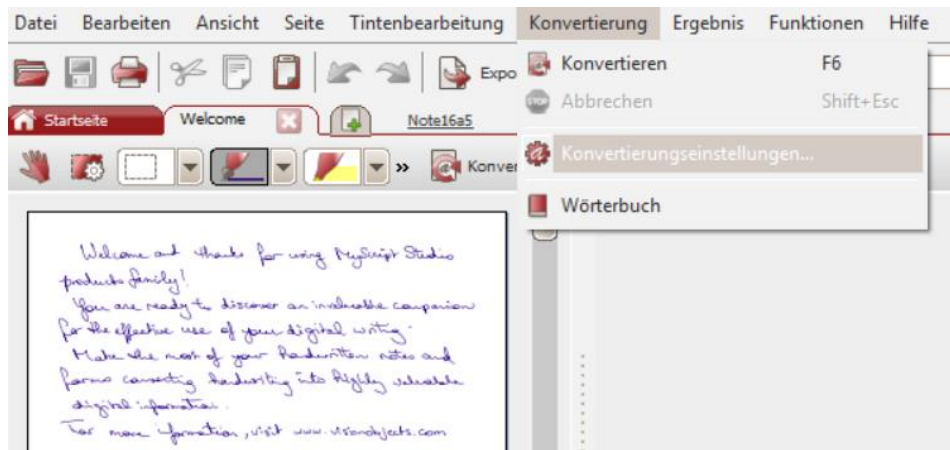 Datei Bearbeiten Ansicht Seite Tintenbearbeitung Konvertierung Ergebnis Funktionen Hilfe
Expo
Konvertieren F6
Abbrechen Shift+Esc
Startseite Welcome Note16a5
Konver
Konvertierungseinstellungen...
Wörterbuch
Welcome and thanks for using MyScript Studio
products family!
You are ready to discover an invaluable companion
for the effective use of your digital writing.
Make the most of your handwritten notes and
forms converting handwriting into highly valuable
digital information.
For more information, visit www.visionobjects.com